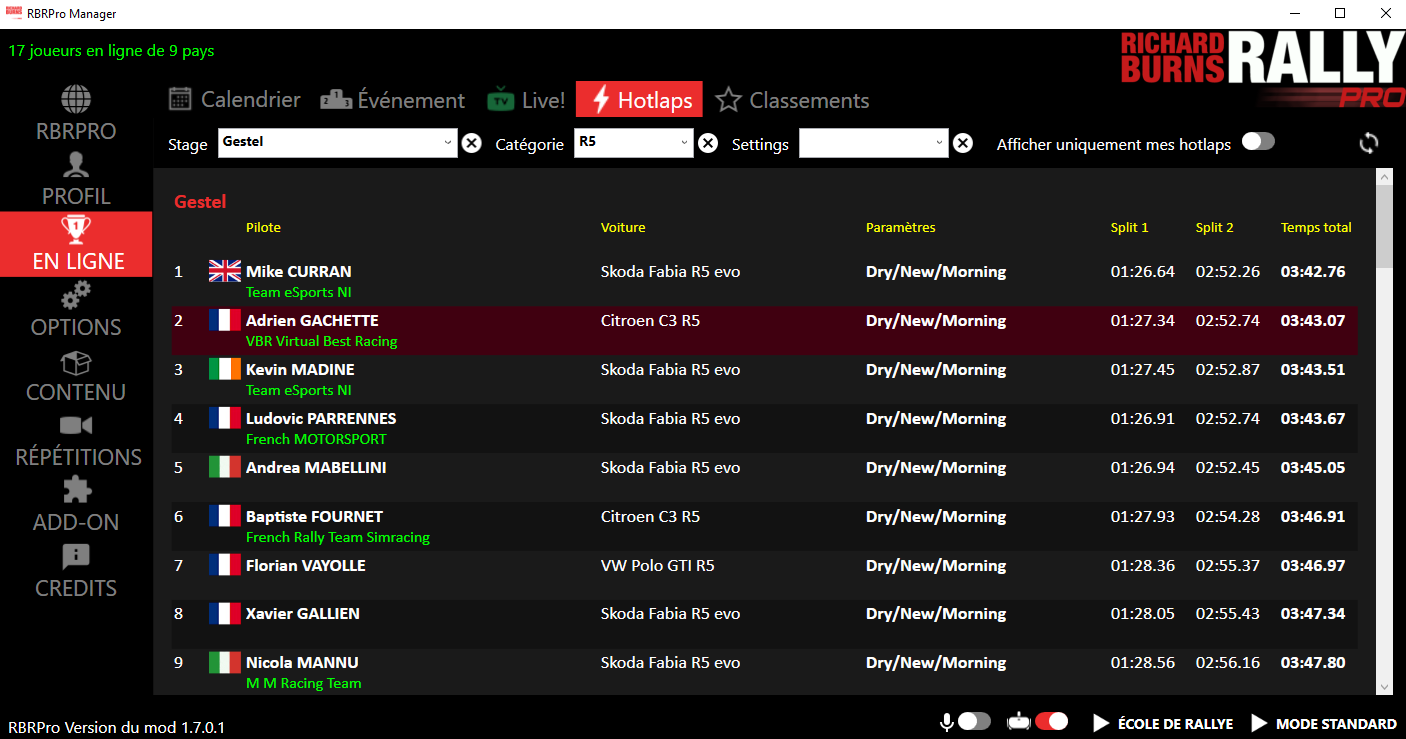 RBRPro Manager
17 joueurs en ligne de 9 pays
RICHARD BURNS RALLY PRO
RBRPRO
PROFIL
1
EN LIGNE
OPTIONS
CONTENU
RÉPÉTITIONS
ADD-ON
CREDITS
Calendrier 2 1 3 Événement TV Live! Hotlaps Classements
Stage Gestel Catégorie R5 Settings Afficher uniquement mes hotlaps
Gestel
Pilote Voiture Paramètres Split 1 Split 2 Temps total
1 Mike CURRAN Skoda Fabia R5 evo Dry/New/Morning 01:26.64 02:52.26 03:42.76
Team eSports NI
2 Adrien GACHETTE Citroen C3 R5 Dry/New/Morning 01:27.34 02:52.74 03:43.07
VBR Virtual Best Racing
3 Kevin MADINE Skoda Fabia R5 evo Dry/New/Morning 01:27.45 02:52.87 03:43.51
Team eSports NI
4 Ludovic PARRENNES Skoda Fabia R5 evo Dry/New/Morning 01:26.91 02:52.74 03:43.67
French MOTORSPORT
5 Andrea MABELLINI Skoda Fabia R5 evo Dry/New/Morning 01:26.94 02:52.45 03:45.05
6 Baptiste FOURNET Citroen C3 R5 Dry/New/Morning 01:27.93 02:54.28 03:46.91
French Rally Team Simracing
7 Florian VAYOLLE VW Polo GTI R5 Dry/New/Morning 01:28.36 02:55.37 03:46.97
8 Xavier GALLIEN Skoda Fabia R5 evo Dry/New/Morning 01:28.05 02:55.43 03:47.34
9 Nicola MANNU Skoda Fabia R5 evo Dry/New/Morning 01:28.56 02:56.16 03:47.80
M M Racing Team
RBRPro Version du mod 1.7.0.1 ÉCOLE DE RALLYE MODE STANDARD